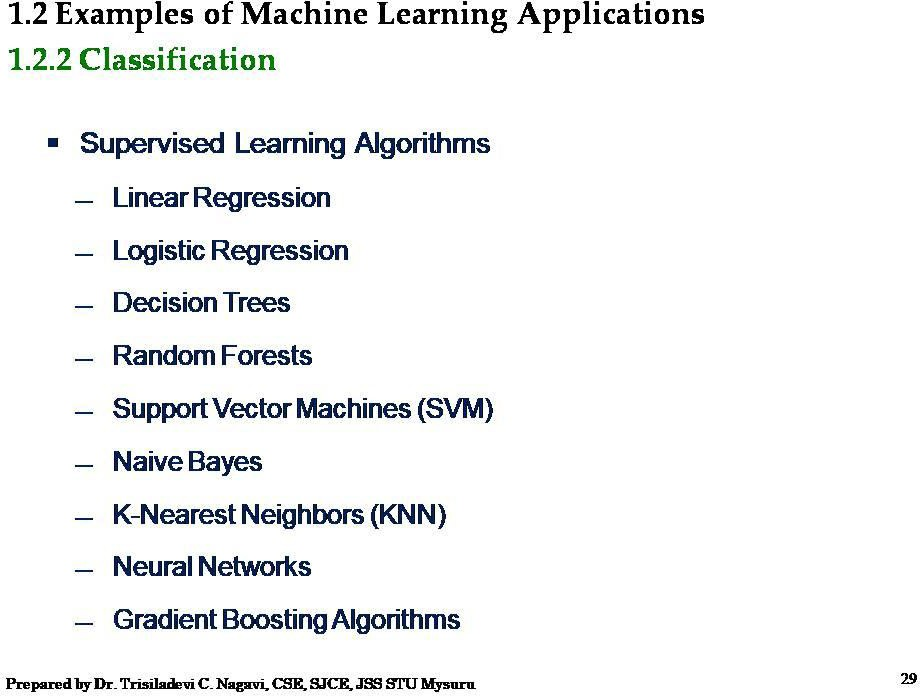 1.2 Examples of Machine Learning Applications
1.2.2 Classification
▪ Supervised Learning Algorithms
— Linear Regression
— Logistic Regression
— Decision Trees
— Random Forests
— Support Vector Machines (SVM)
— Naive Bayes
— K-Nearest Neighbors (KNN)
— Neural Networks
— Gradient Boosting Algorithms
Prepared by Dr. Trisiladevi C. Nagavi, CSE, SJCE, JSS STU Mysuru
29